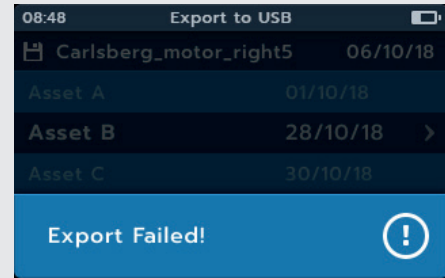 08:48 Export to USB
Carlsberg_motor_right5 06/10/18
Asset A 01/10/18
Asset B 28/10/18
Asset C 30/10/18
Export Failed!